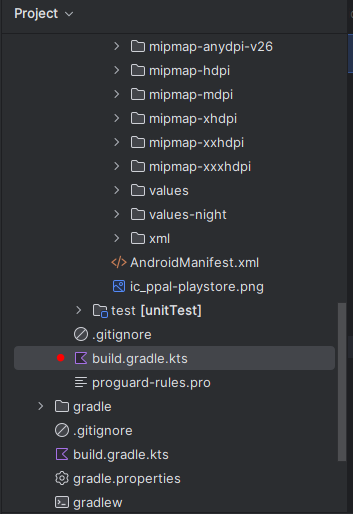 Project
mipmap-anydpi-v26
mipmap-hdpi
mipmap-mdpi
mipmap-xhdpi
mipmap-xxhdpi
mipmap-xxxhdpi
values
values-night
xml
AndroidManifest.xml
ic_ppal-playstore.png
test [unitTest]
.gitignore
build.gradle.kts
proguard-rules.pro
gradle
.gitignore
build.gradle.kts
gradle.properties
gradlew